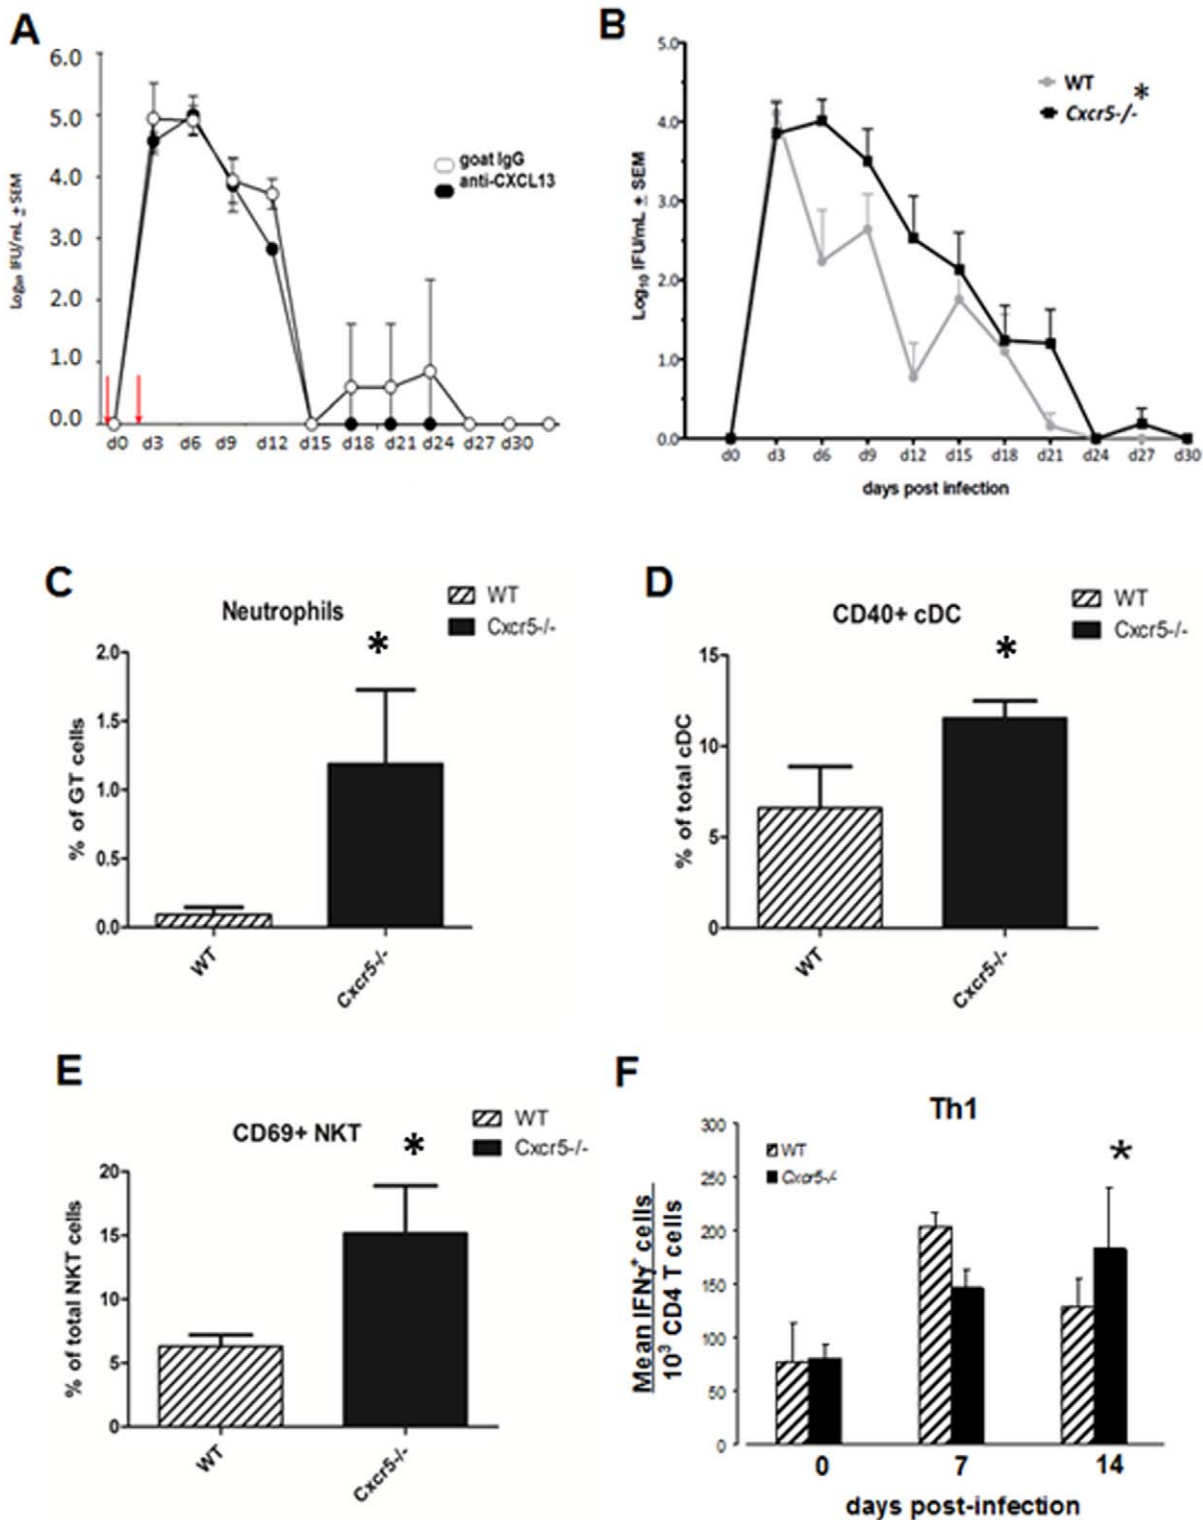 A
6.0
5.0
4.0
3.0
2.0
1.0
0.0
Log₁₀ IFU/mL ± SEM
goat IgG
anti-CXCL13
d0 d3 d6 d9 d12 d15 d18 d21 d24 d27 d30
B
5.0
4.0
3.0
2.0
1.0
0.0
Log₁₀ IFU/mL ± SEM
WT
Cxcr5-/- *
d0 d3 d6 d9 d12 d15 d18 d21 d24 d27 d30
days post infection
C
Neutrophils
WT
Cxcr5-/-
*
2.0
1.5
1.0
0.5
0.0
% of GT cells
WT
Cxcr5-/-
D
CD40+ cDC
WT
Cxcr5-/-
*
15
10
5
0
% of total cDC
WT
Cxcr5-/-
E
CD69+ NKT
WT
Cxcr5-/-
*
20
15
10
5
0
% of total NKT cells
WT
Cxcr5-/-
F
Th1
WT
Cxcr5-/-
*
300
250
200
150
100
50
0
Mean IFNγ⁺ cells
10³ CD4 T cells
0 7 14
days post-infection